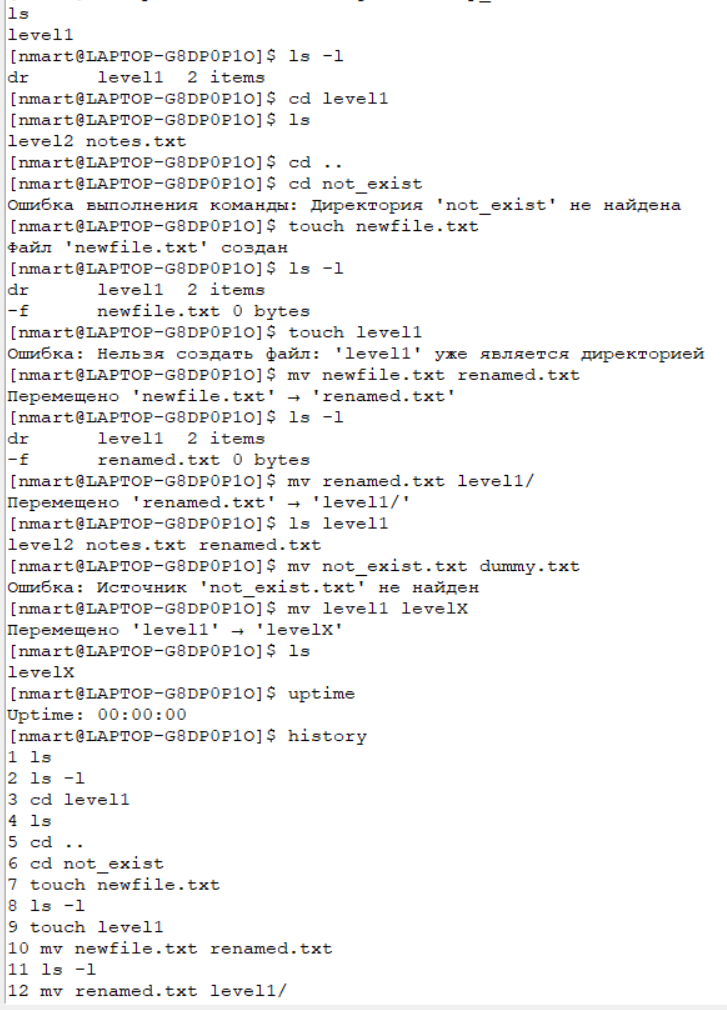 ls
level1
[nmart@LAPTOP-G8DP0P1O]$ ls -l
dr      level1  2 items
[nmart@LAPTOP-G8DP0P1O]$ cd level1
[nmart@LAPTOP-G8DP0P1O]$ ls
level2 notes.txt
[nmart@LAPTOP-G8DP0P1O]$ cd ..
[nmart@LAPTOP-G8DP0P1O]$ cd not_exist
Ошибка выполнения команды: Директория 'not_exist' не найдена
[nmart@LAPTOP-G8DP0P1O]$ touch newfile.txt
Файл 'newfile.txt' создан
[nmart@LAPTOP-G8DP0P1O]$ ls -l
dr      level1  2 items
-f      newfile.txt 0 bytes
[nmart@LAPTOP-G8DP0P1O]$ touch level1
Ошибка: Нельзя создать файл: 'level1' уже является директорией
[nmart@LAPTOP-G8DP0P1O]$ mv newfile.txt renamed.txt
Перемещено 'newfile.txt' → 'renamed.txt'
[nmart@LAPTOP-G8DP0P1O]$ ls -l
dr      level1  2 items
-f      renamed.txt 0 bytes
[nmart@LAPTOP-G8DP0P1O]$ mv renamed.txt level1/
Перемещено 'renamed.txt' → 'level1/'
[nmart@LAPTOP-G8DP0P1O]$ ls level1
level2 notes.txt renamed.txt
[nmart@LAPTOP-G8DP0P1O]$ mv not_exist.txt dummy.txt
Ошибка: Источник 'not_exist.txt' не найден
[nmart@LAPTOP-G8DP0P1O]$ mv level1 levelX
Перемещено 'level1' → 'levelX'
[nmart@LAPTOP-G8DP0P1O]$ ls
levelX
[nmart@LAPTOP-G8DP0P1O]$ uptime
Uptime: 00:00:00
[nmart@LAPTOP-G8DP0P1O]$ history
1 ls
2 ls -l
3 cd level1
4 ls
5 cd ..
6 cd not_exist
7 touch newfile.txt
8 ls -l
9 touch level1
10 mv newfile.txt renamed.txt
11 ls -l
12 mv renamed.txt level1/